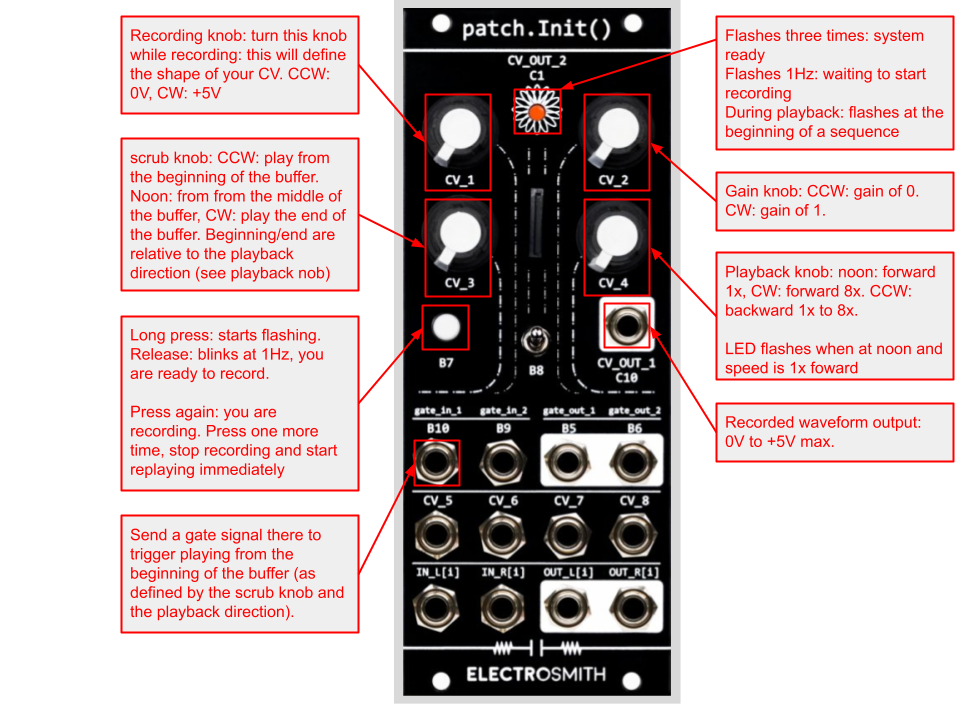 Recording knob: turn this knob
while recording: this will define
the shape of your CV. CCW:
0V, CW: +5V
scrub knob: CCW: play from
the beginning of the buffer.
Noon: from from the middle of
the buffer, CW: play the end of
the buffer. Beginning/end are
relative to the playback
direction (see playback nob)
Long press: starts flashing.
Release: blinks at 1Hz, you
are ready to record.
Press again: you are
recording. Press one more
time, stop recording and start
replaying immediately
Send a gate signal there to
trigger playing from the
beginning of the buffer (as
defined by the scrub knob and
the playback direction).
patch.Init()
CV_OUT_2
C1
CV_1
CV_2
CV_3
CV_4
B7
B8
CV_OUT_1
C10
gate_in_1 gate_in_2 gate_out_1 gate_out_2
B10 B9 B5 B6
CV_5 CV_6 CV_7 CV_8
IN_L[i] IN_R[i] OUT_L[i] OUT_R[i]
ELECTROSMITH
Flashes three times: system
ready
Flashes 1Hz: waiting to start
recording
During playback: flashes at the
beginning of a sequence
Gain knob: CCW: gain of 0.
CW: gain of 1.
Playback knob: noon: forward
1x, CW: forward 8x. CCW:
backward 1x to 8x.
LED flashes when at noon and
speed is 1x foward
Recorded waveform output:
0V to +5V max.